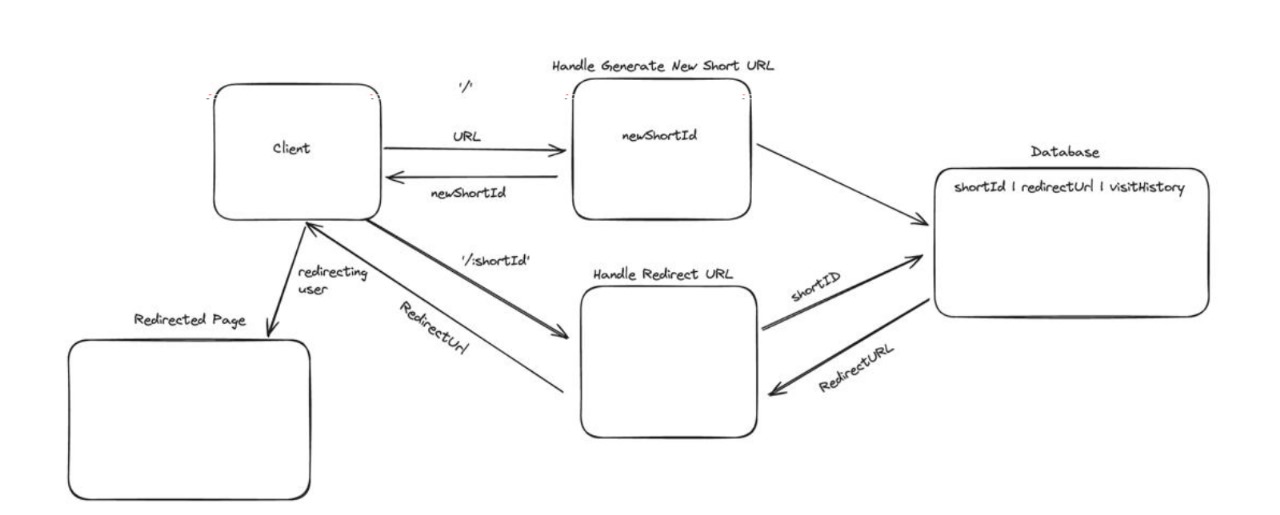 Handle Generate New Short URL
'/'
Client
URL
newShortId
newShortId
Database
shortId | redirectUrl | visitHistory
'/:shortId'
Handle Redirect URL
shortID
redirecting
user
RedirectUrl
Redirected Page
RedirectURL